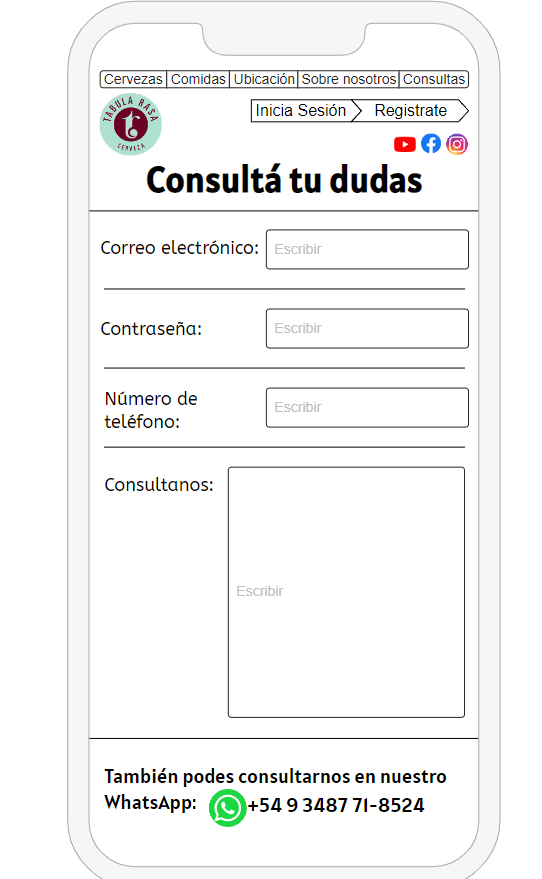 Cervezas Comidas Ubicación Sobre nosotros Consultas
TABULA RASA
t
CERVEZA
Inicia Sesión Registrate
Consultá tu dudas
Correo electrónico: Escribir
Contraseña: Escribir
Número de
teléfono: Escribir
Consultanos:
Escribir
También podes consultarnos en nuestro
WhatsApp: +54 9 3487 71-8524